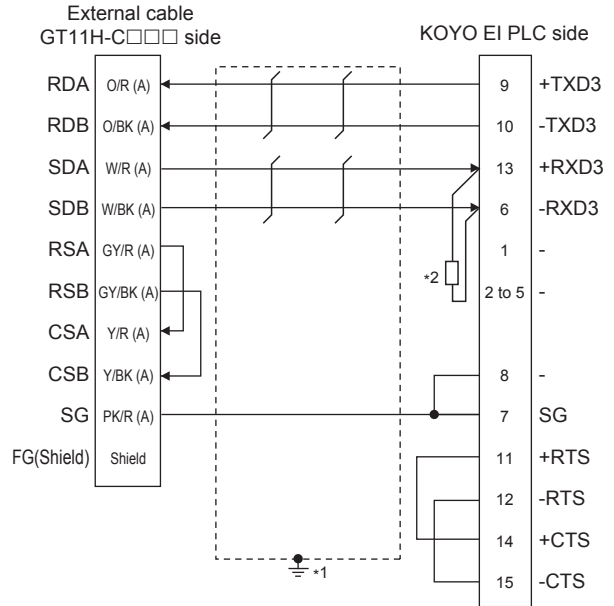 External cable
GT11H-C□□□ side
KOYO EI PLC side
RDA O/R (A) 9 +TXD3
RDB O/BK (A) 10 -TXD3
SDA W/R (A) 13 +RXD3
SDB W/BK (A) 6 -RXD3
RSA GY/R (A) 1 -
*2
RSB GY/BK (A) 2 to 5 -
CSA Y/R (A)
CSB Y/BK (A) 8 -
SG PK/R (A) 7 SG
FG(Shield) Shield 11 +RTS
12 -RTS
14 +CTS
*1
15 -CTS